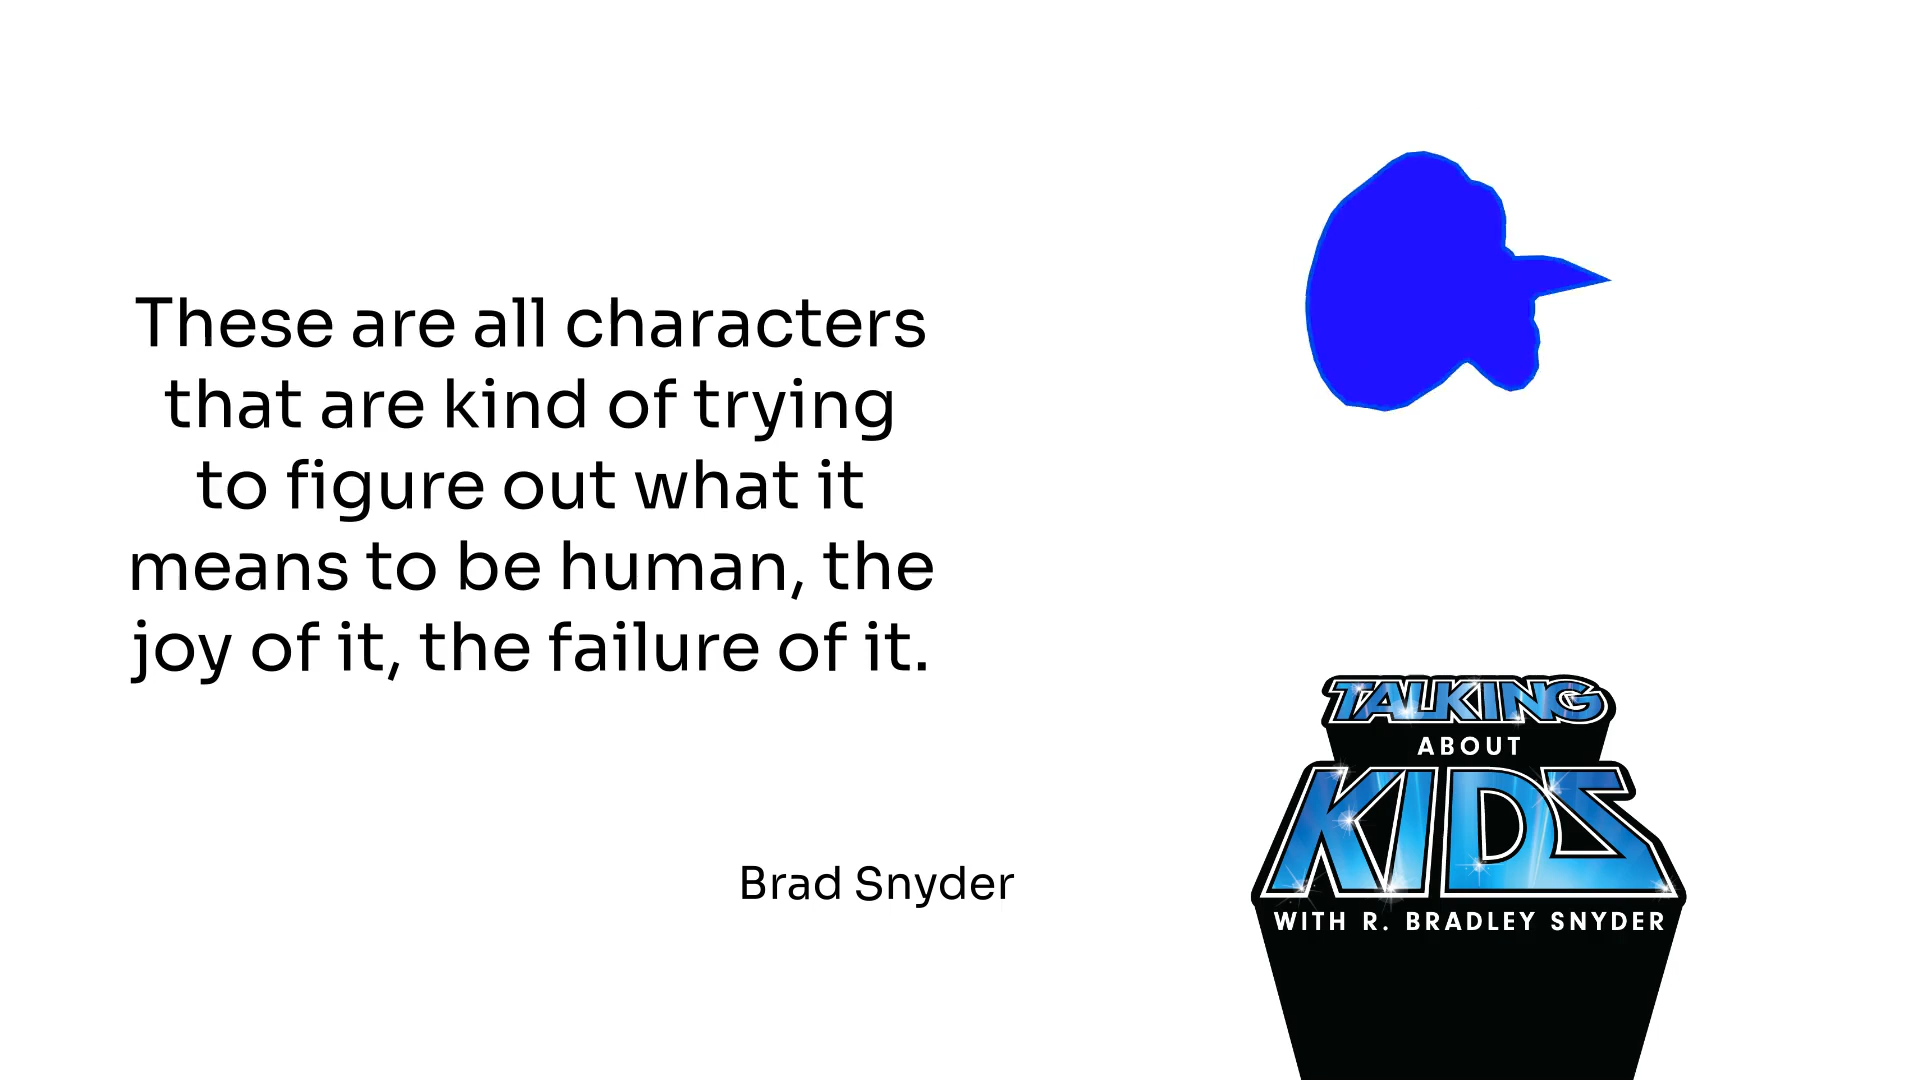 These are all characters
that are kind of trying
to figure out what it
means to be human, the
joy of it, the failure of it.
Brad Snyder
TALKING
ABOUT
KIDS
WITH R. BRADLEY SNYDER